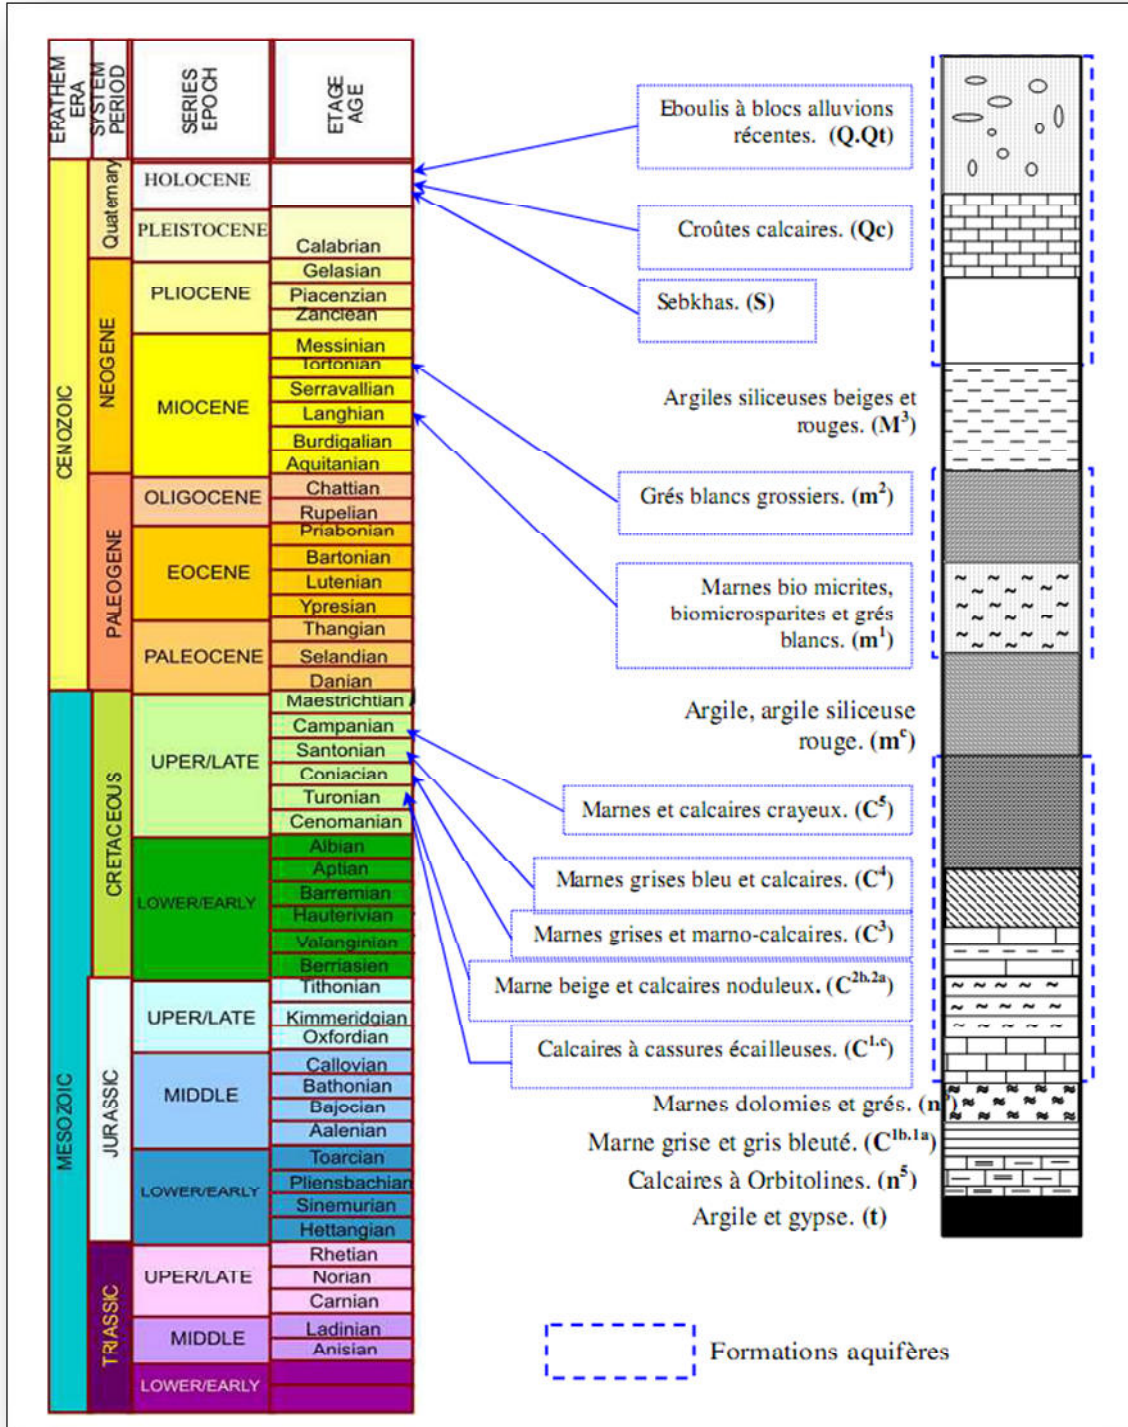 ERATHEM
ERA
SYSTEM
PERIOD
SERIES
EPOCH
ETAGE
AGE
CENOZOIC
MESOZOIC
Quaternary
NEOGENE
PALEOGENE
CRETACEOUS
JURASSIC
TRIASSIC
HOLOCENE
PLEISTOCENE
PLIOCENE
MIOCENE
OLIGOCENE
EOCENE
PALEOCENE
UPER/LATE
LOWER/EARLY
UPER/LATE
MIDDLE
LOWER/EARLY
UPER/LATE
MIDDLE
LOWER/EARLY
Calabrian
Gelasian
Piacenzian
Zanclean
Messinian
Tortonian
Serravallian
Langhian
Burdigalian
Aquitanian
Chattian
Rupelian
Priabonian
Bartonian
Lutenian
Ypresian
Thangian
Selandian
Danian
Maestrichtian
Campanian
Santonian
Coniacian
Turonian
Cenomanian
Albian
Aptian
Barremian
Hauterivian
Valanginian
Berriasien
Tithonian
Kimmeridgian
Oxfordian
Callovian
Bathonian
Bajocian
Aalenian
Toarcian
Pliensbachian
Sinemurian
Hettangian
Rhetian
Norian
Carnian
Ladinian
Anisian
Eboulis à blocs alluvions
récentes. (Q.Qt)
Croûtes calcaires. (Qc)
Sebkhas. (S)
Argiles siliceuses beiges et
rouges. (M³)
Grés blancs grossiers. (m²)
Marnes bio micrites,
biomicrosparites et grés
blancs. (m¹)
Argile, argile siliceuse
rouge. (mᶜ)
Marnes et calcaires crayeux. (C⁵)
Marnes grises bleu et calcaires. (C⁴)
Marnes grises et marno-calcaires. (C³)
Marne beige et calcaires noduleux. (C²ᵇ·²ᵃ)
Calcaires à cassures écailleuses. (C¹·ᶜ)
Marnes dolomies et grés.
Marne grise et gris bleuté. (C¹ᵇ·¹ᵃ)
Calcaires à Orbitolines. (n⁵)
Argile et gypse. (t)
Formations aquifères